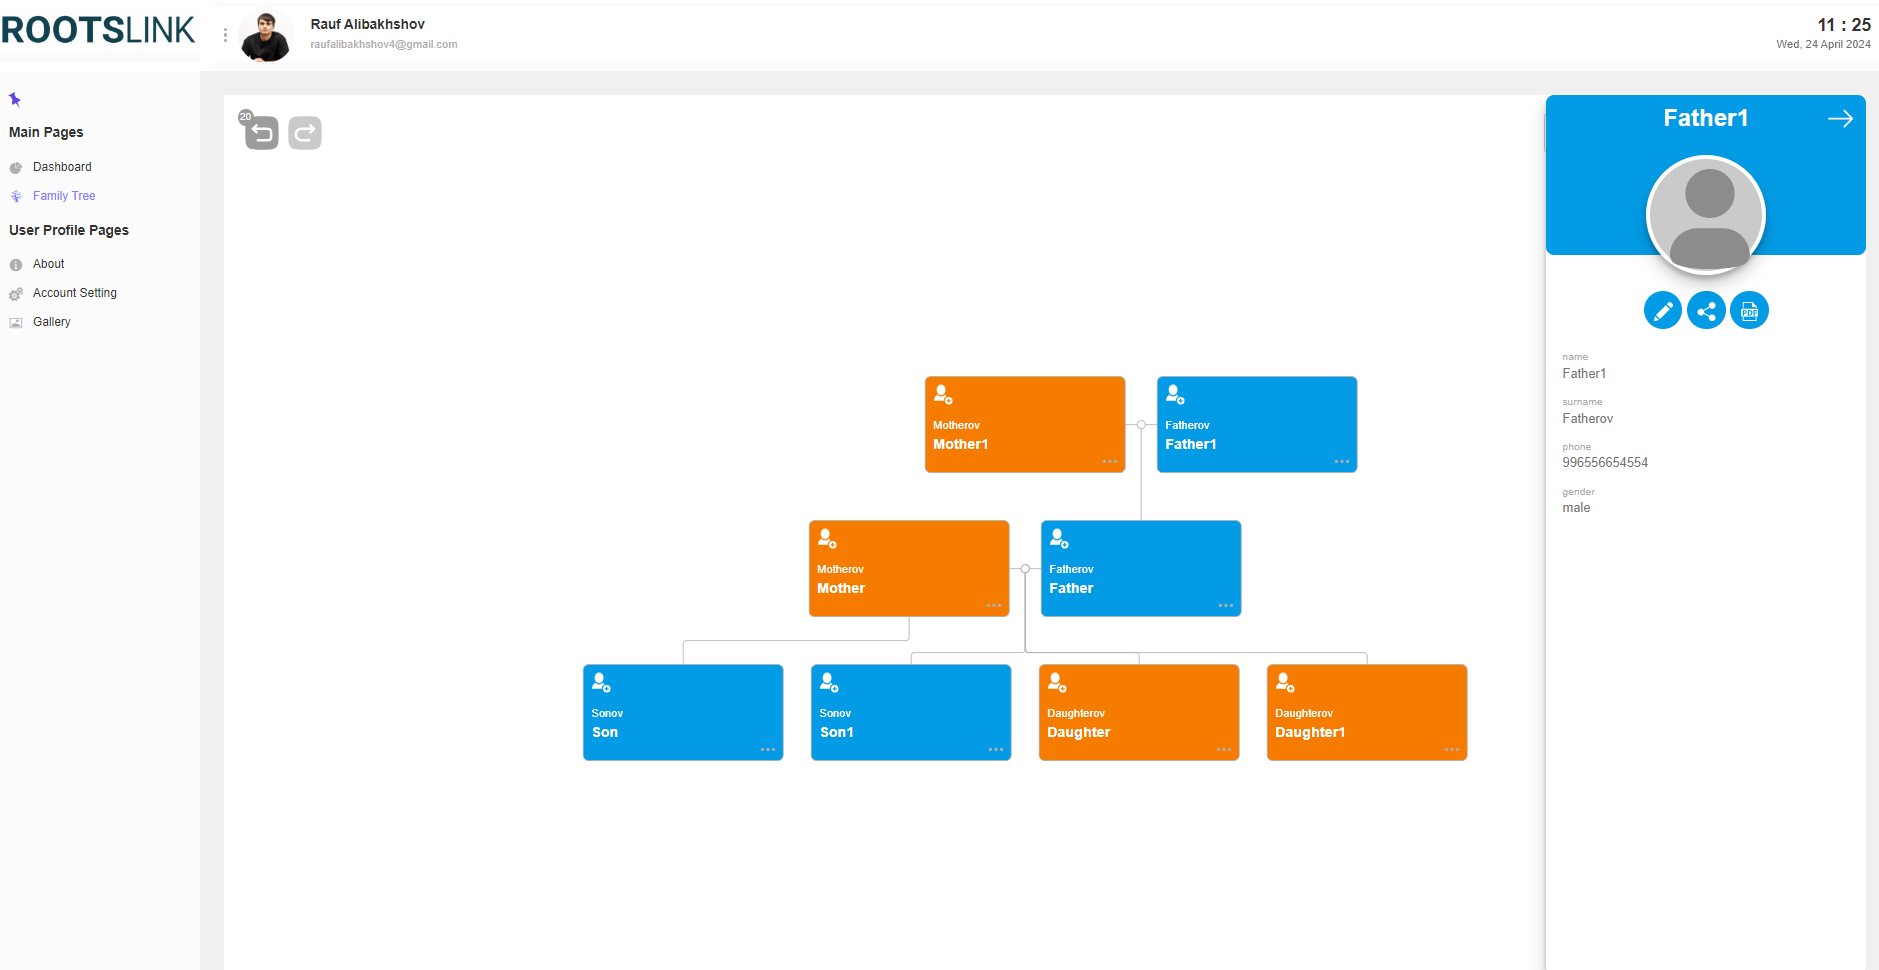 ROOTSLINK
Rauf Alibakhshov
raufalibakhshov4@gmail.com
11 : 25
Wed, 24 April 2024
Main Pages
Dashboard
Family Tree
User Profile Pages
About
Account Setting
Gallery
20
Motherov
Mother1
Fatherov
Father1
Motherov
Mother
Fatherov
Father
Sonov
Son
Sonov
Son1
Daughterov
Daughter
Daughterov
Daughter1
Father1
PDF
name
Father1
surname
Fatherov
phone
996556654554
gender
male